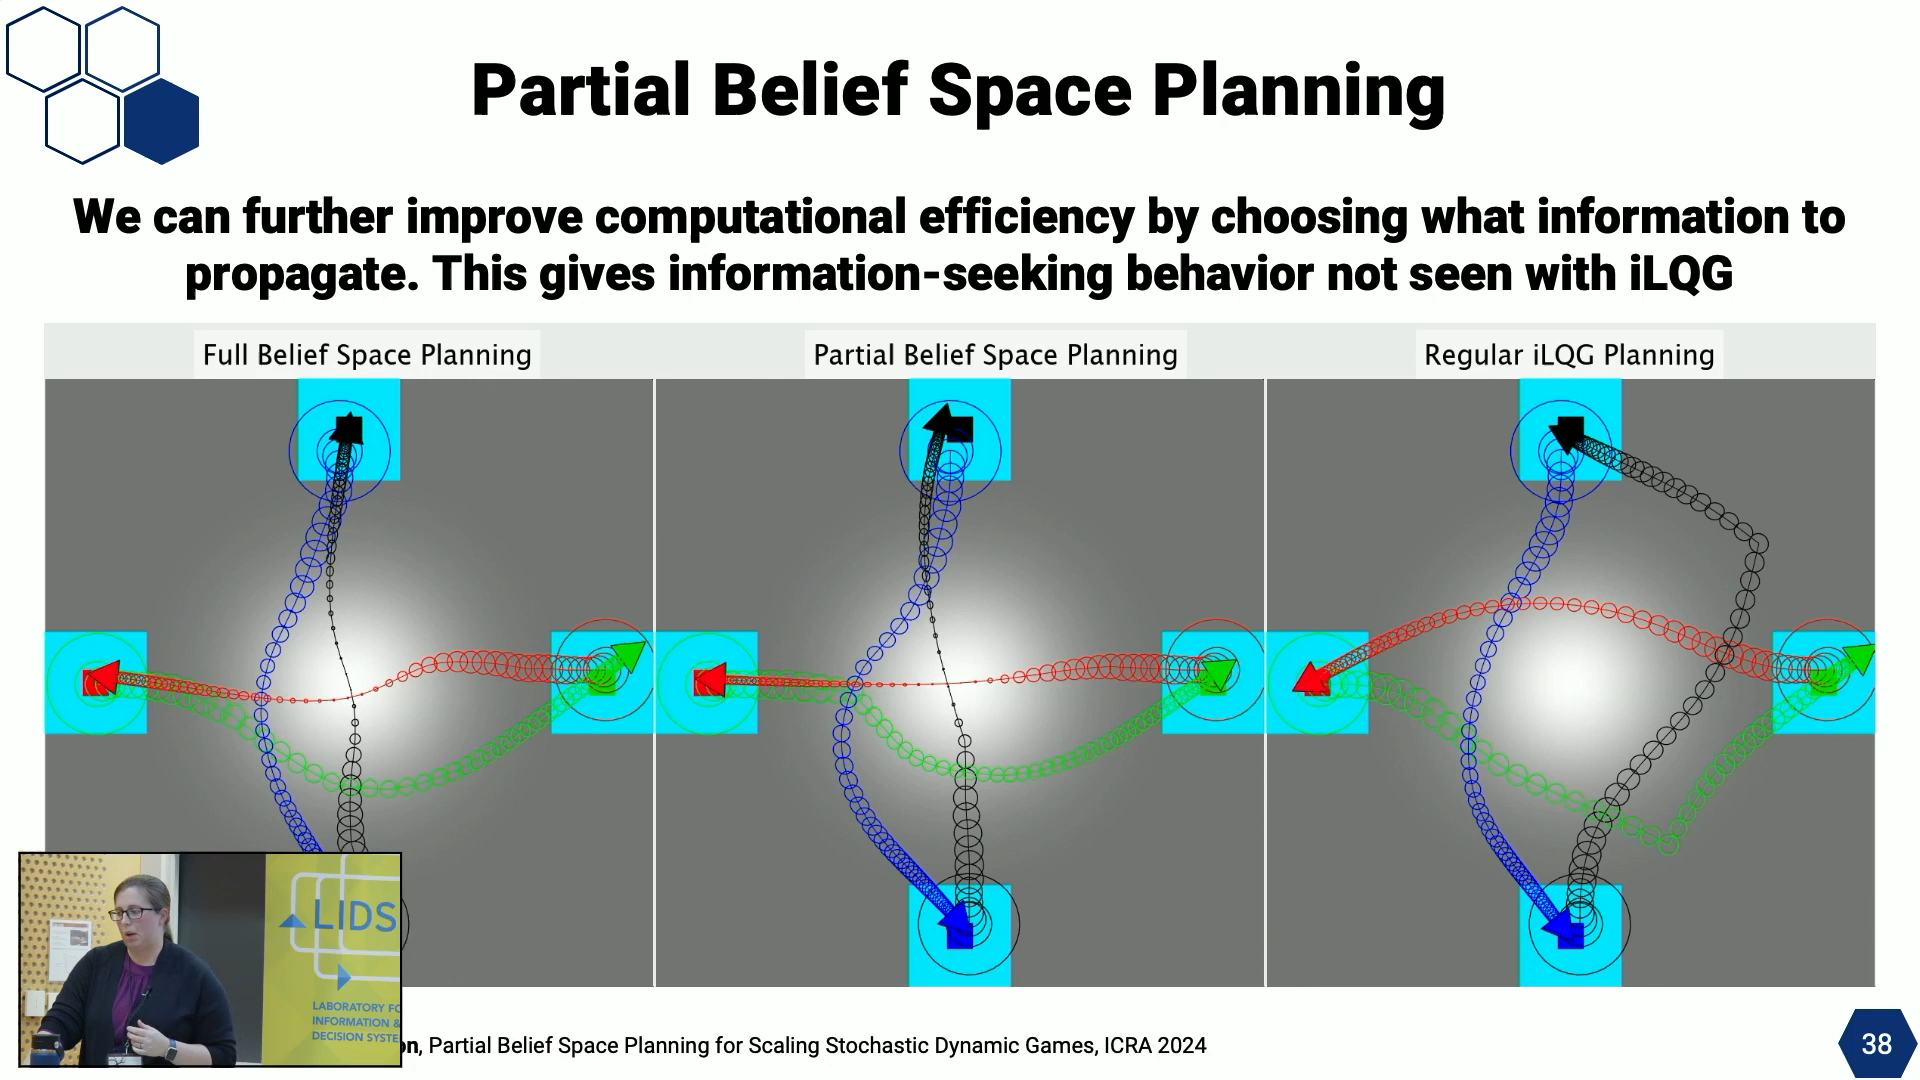 Partial Belief Space Planning
We can further improve computational efficiency by choosing what information to
propagate. This gives information-seeking behavior not seen with iLQG
Full Belief Space Planning
Partial Belief Space Planning
Regular iLQG Planning
LIDS
LABORATORY FO
INFORMATION &
DECISION SYSTE
on, Partial Belief Space Planning for Scaling Stochastic Dynamic Games, ICRA 2024
38